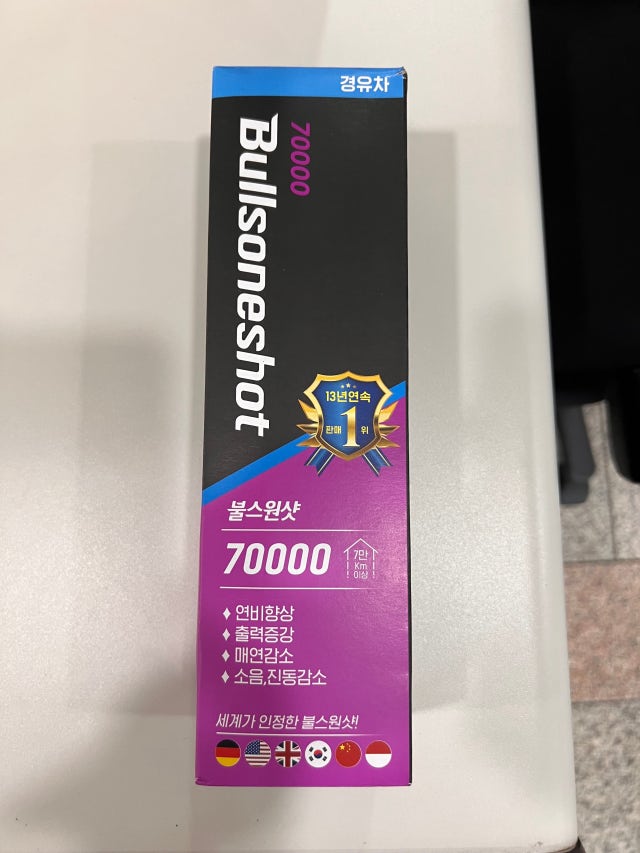 경유차
70000
Bullsoneshot
13년연속
판매 1 위
불스원샷
70000
7만
Km
이상
♦ 연비향상
♦ 출력증강
♦ 매연감소
♦ 소음,진동감소
세계가 인정한 불스원샷!